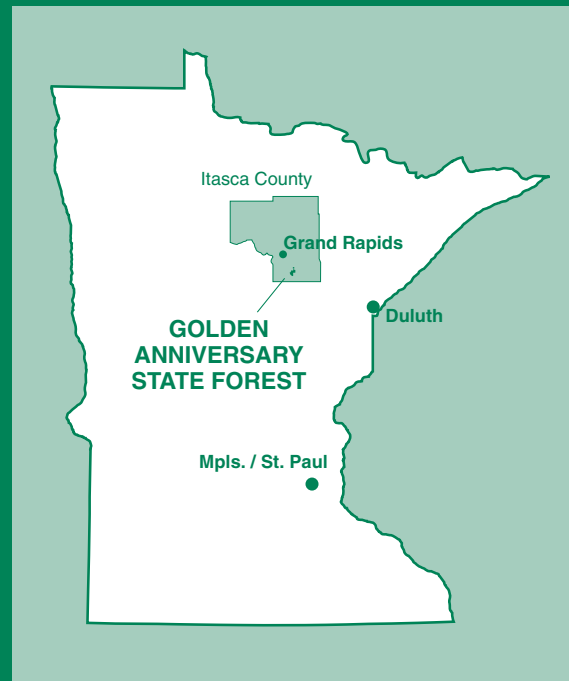 Itasca County
Grand Rapids
GOLDEN
ANNIVERSARY
STATE FOREST
Duluth
Mpls. / St. Paul